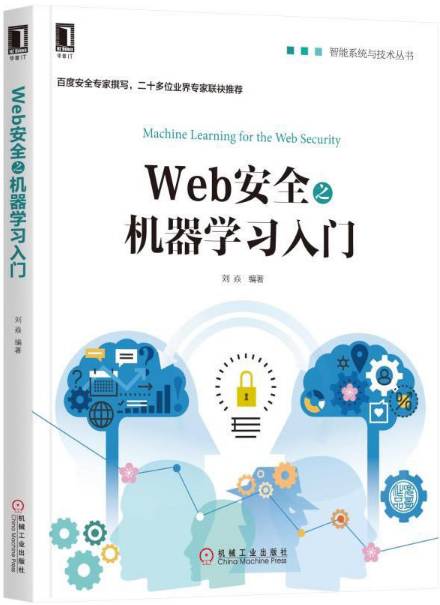 智能系统与技术丛书
百度安全专家撰写,二十多位业界专家联袂推荐
Machine Learning for the Web Security
Web安全之
机器学习入门
刘焱 编著
机械工业出版社
China Machine Press
华章IT
Web安全之机器学习入门
刘焱 编著
机械工业出版社
China Machine Press